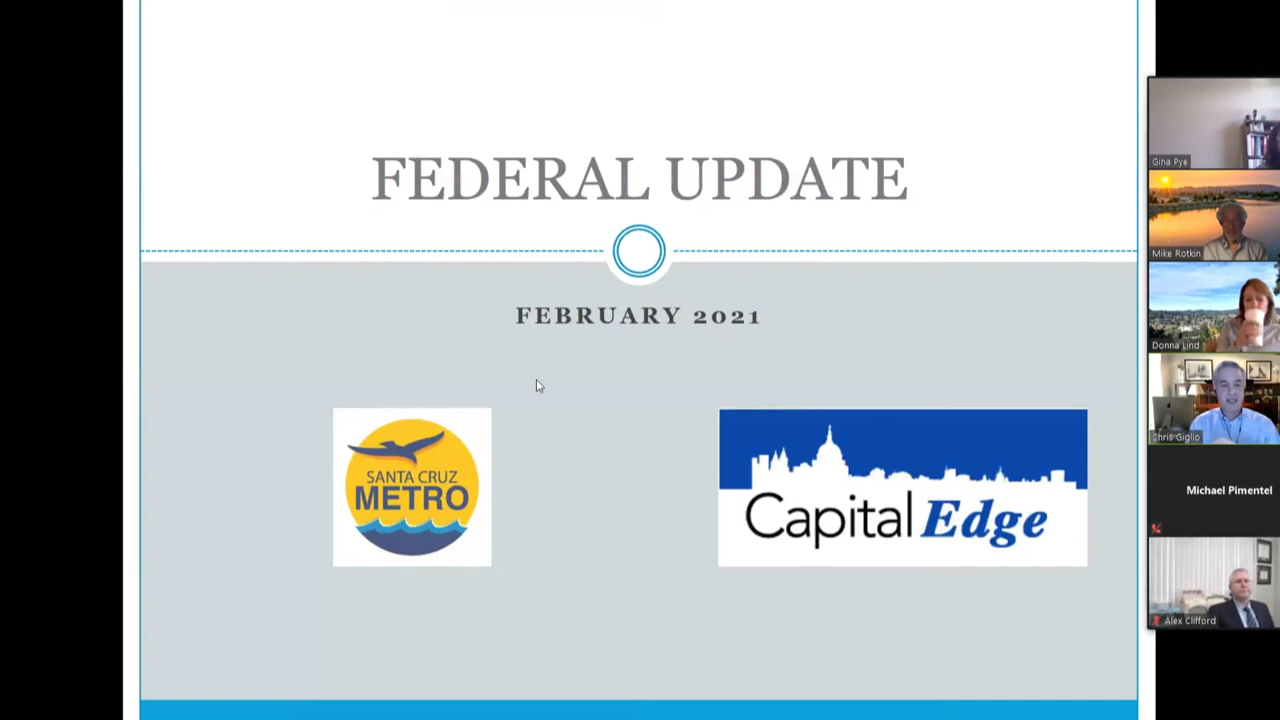 FEDERAL UPDATE
FEBRUARY 2021
SANTA CRUZ
METRO
Capital Edge
Gina Pye
Mike Rotkin
Donna Lind
Chris Giglio
Michael Pimentel
Alex Clifford